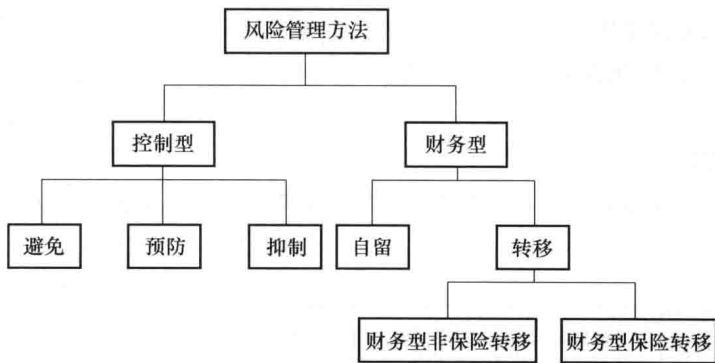 风险管理方法
控制型
财务型
避免
预防
抑制
自留
转移
财务型非保险转移
财务型保险转移